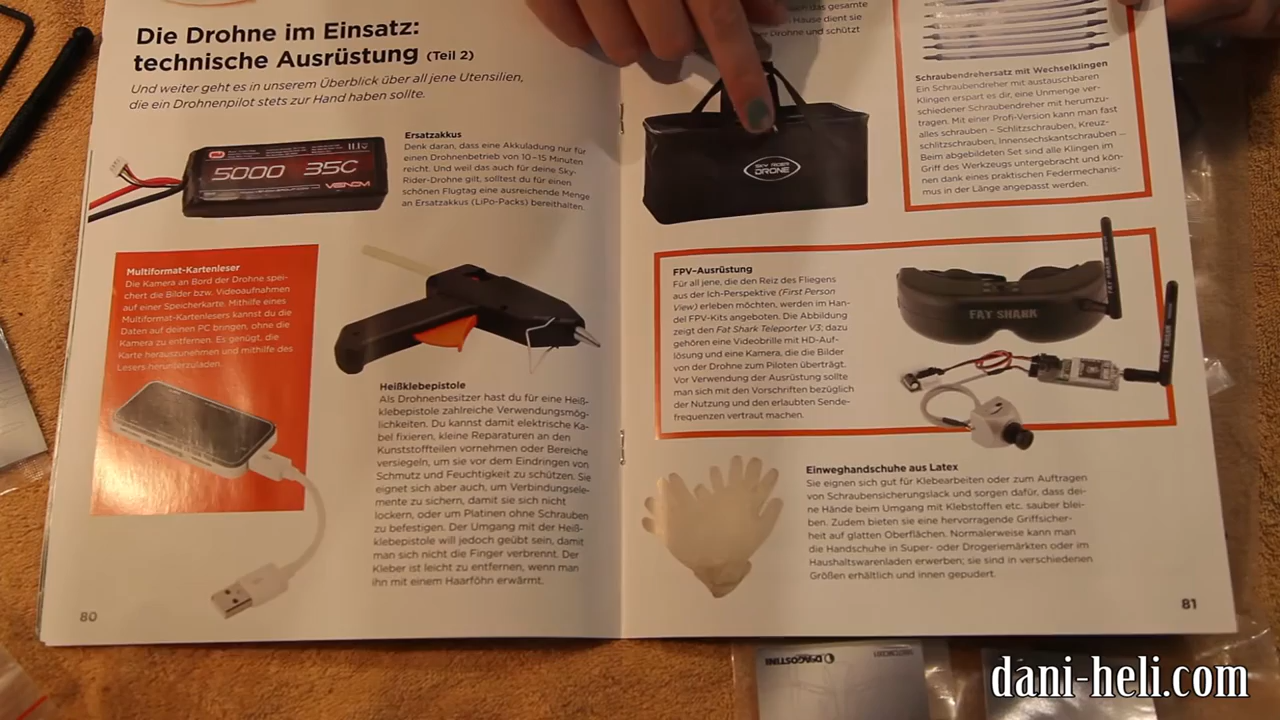 Die Drohne im Einsatz:
technische Ausrüstung (Teil 2)
Und weiter geht es in unserem Überblick über all jene Utensilien,
die ein Drohnenpilot stets zur Hand haben sollte.
Ersatzakkus
Denk daran, dass eine Akkuladung nur für
einen Drohnenbetrieb von 10–15 Minuten
reicht. Und weil das auch für deine Sky-
Rider-Drohne gilt, solltest du für einen
schönen Flugtag eine ausreichende Menge
an Ersatzakkus (LiPo-Packs) bereithalten.
11.1
5000 35C
VENOM
Multiformat-Kartenleser
Die Kamera an Bord der Drohne spei-
chert die Bilder bzw. Videoaufnahmen
auf einer Speicherkarte. Mithilfe eines
Multiformat-Kartenlesers kannst du die
Daten auf deinen PC bringen, ohne die
Kamera zu entfernen. Es genügt, die
Karte herauszunehmen und mithilfe des
Lesers herunterzuladen.
Heißklebepistole
Als Drohnenbesitzer hast du für eine Heiß-
klebepistole zahlreiche Verwendungsmög-
lichkeiten. Du kannst damit elektrische Ka-
bel fixieren, kleine Reparaturen an den
Kunststoffteilen vornehmen oder Bereiche
versiegeln, um sie vor dem Eindringen von
Schmutz und Feuchtigkeit zu schützen. Sie
eignet sich aber auch, um Verbindungsele-
mente zu sichern, damit sie sich nicht
lockern, oder um Platinen ohne Schrauben
zu befestigen. Der Umgang mit der Heiß-
klebepistole will jedoch geübt sein, damit
man sich nicht die Finger verbrennt. Der
Kleber ist leicht zu entfernen, wenn man
ihn mit einem Haarföhn erwärmt.
80
das gesamte
Hause dient sie
Drohne und schützt
SKY RIDER
DRONE
Schraubendrehersatz mit Wechselklingen
Ein Schraubendreher mit austauschbaren
Klingen erspart es dir, eine Unmenge ver-
schiedener Schraubendreher mit herumzu-
tragen. Mit einer Profi-Version kann man fast
alles schrauben – Schlitzschrauben, Kreuz-
schlitzschrauben, Innensechskantschrauben ...
Beim abgebildeten Set sind alle Klingen im
Griff des Werkzeugs untergebracht und kön-
nen dank eines praktischen Federmechanis-
mus in der Länge angepasst werden.
FPV-Ausrüstung
Für all jene, die den Reiz des Fliegens
aus der Ich-Perspektive (First Person
View) erleben möchten, werden im Han-
del FPV-Kits angeboten. Die Abbildung
zeigt den Fat Shark Teleporter V3; dazu
gehören eine Videobrille mit HD-Auf-
lösung und eine Kamera, die die Bilder
von der Drohne zum Piloten überträgt.
Vor Verwendung der Ausrüstung sollte
man sich mit den Vorschriften bezüglich
der Nutzung und den erlaubten Sende-
frequenzen vertraut machen.
FAT SHARK
FAT SHARK
FAT SHARK
Einweghandschuhe aus Latex
Sie eignen sich gut für Klebearbeiten oder zum Auftragen
von Schraubensicherungslack und sorgen dafür, dass dei-
ne Hände beim Umgang mit Klebstoffen etc. sauber blei-
ben. Zudem bieten sie eine hervorragende Griffsicher-
heit auf glatten Oberflächen. Normalerweise kann man
die Handschuhe in Super- oder Drogeriemärkten oder im
Haushaltswarenladen erwerben; sie sind in verschiedenen
Größen erhältlich und innen gepudert.
81
DeAGOSTINI
dani-heli.com